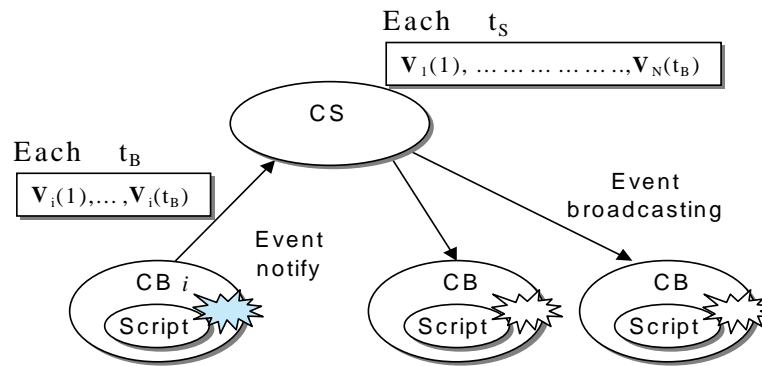 Each t_S
V_1(1), … … … … … ..,V_N(t_B)
CS
Each t_B
V_i(1),… ,V_i(t_B)
Event
broadcasting
Event
notify
CB i
CB
CB
Script
Script
Script